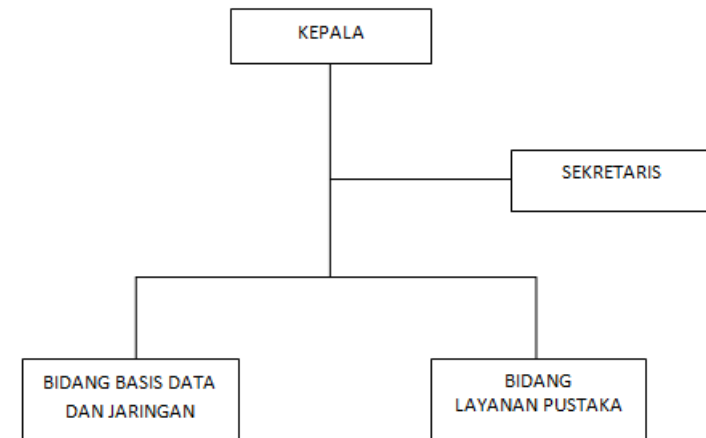 KEPALA
SEKRETARIS
BIDANG BASIS DATA
DAN JARINGAN
BIDANG
LAYANAN PUSTAKA